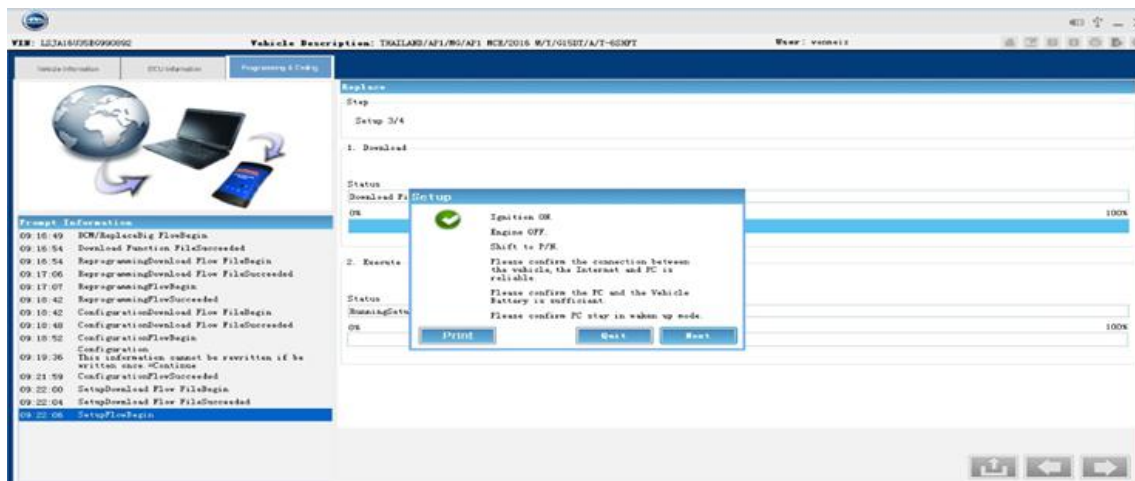 Vehicle Description: THAILAND/AP1/MG/AP1 MCE/2016 M/Y/G15DT/A/T-6SXFT
User:
Vehicle Information
ECU Information
Programming & Coding
Replace
Step
Setup 3/4
1. Download
Status
Download
0%
100%
2. Execute
Status
0%
100%
Setup
Ignition ON.
Engine OFF.
Shift to P/N.
Please confirm the connection between
the vehicle, the Internet and PC is
reliable.
Please confirm the PC and the Vehicle
Battery is sufficient.
Please confirm PC stay in waken up mode.
Print
Quit
Next
Prompt Information
09:16:49 BCM/ReplaceBig FlowBegin
09:16:54 Download Function FileSucceeded
09:16:54 ReprogrammingDownload Flow FileBegin
09:17:06 ReprogrammingDownload Flow FileSucceeded
09:17:07 ReprogrammingFlowBegin
09:18:42 ReprogrammingFlowSucceeded
09:18:42 ConfigurationDownload Flow FileBegin
09:18:48 ConfigurationDownload Flow FileSucceeded
09:18:52 ConfigurationFlowBegin
Configuration
09:19:36 This information cannot be rewritten if be
written once =Continue
09:21:59 ConfigurationFlowSucceeded
09:22:00 SetupDownload Flow FileBegin
09:22:04 SetupDownload Flow FileSucceeded
09:22:06 SetupFlowBegin